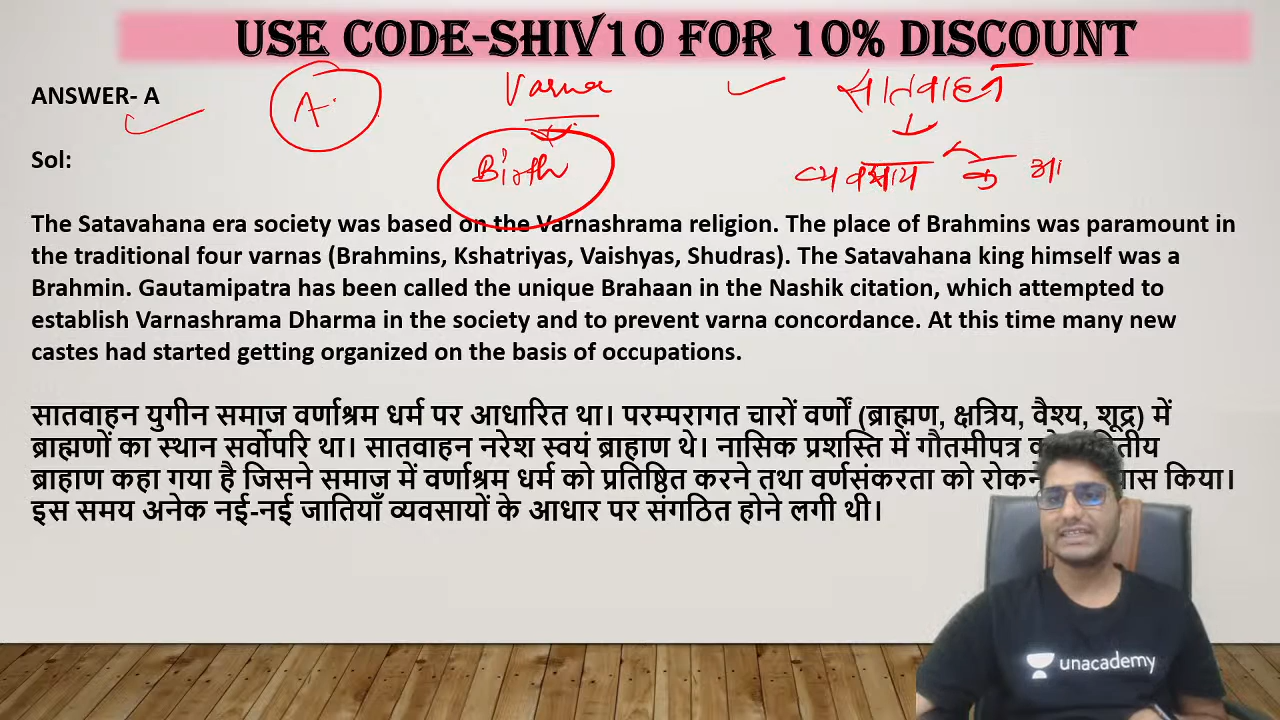 USE CODE-SHIV10 FOR 10% DISCOUNT
ANSWER- A
A
Varna
सातवाहन
Birth
व्यवसाय के आ
Sol:
The Satavahana era society was based on the Varnashrama religion. The place of Brahmins was paramount in
the traditional four varnas (Brahmins, Kshatriyas, Vaishyas, Shudras). The Satavahana king himself was a
Brahmin. Gautamipatra has been called the unique Brahaan in the Nashik citation, which attempted to
establish Varnashrama Dharma in the society and to prevent varna concordance. At this time many new
castes had started getting organized on the basis of occupations.
सातवाहन युगीन समाज वर्णाश्रम धर्म पर आधारित था। परम्परागत चारों वर्णों (ब्राह्मण, क्षत्रिय, वैश्य, शूद्र) में
ब्राह्मणों का स्थान सर्वोपरि था। सातवाहन नरेश स्वयं ब्राहाण थे। नासिक प्रशस्ति में गौतमीपत्र
ब्राहाण कहा गया है जिसने समाज में वर्णाश्रम धर्म को प्रतिष्ठित करने तथा वर्णसंकरता को रोकने किया।
इस समय अनेक नई-नई जातियाँ व्यवसायों के आधार पर संगठित होने लगी थी।
unacademy